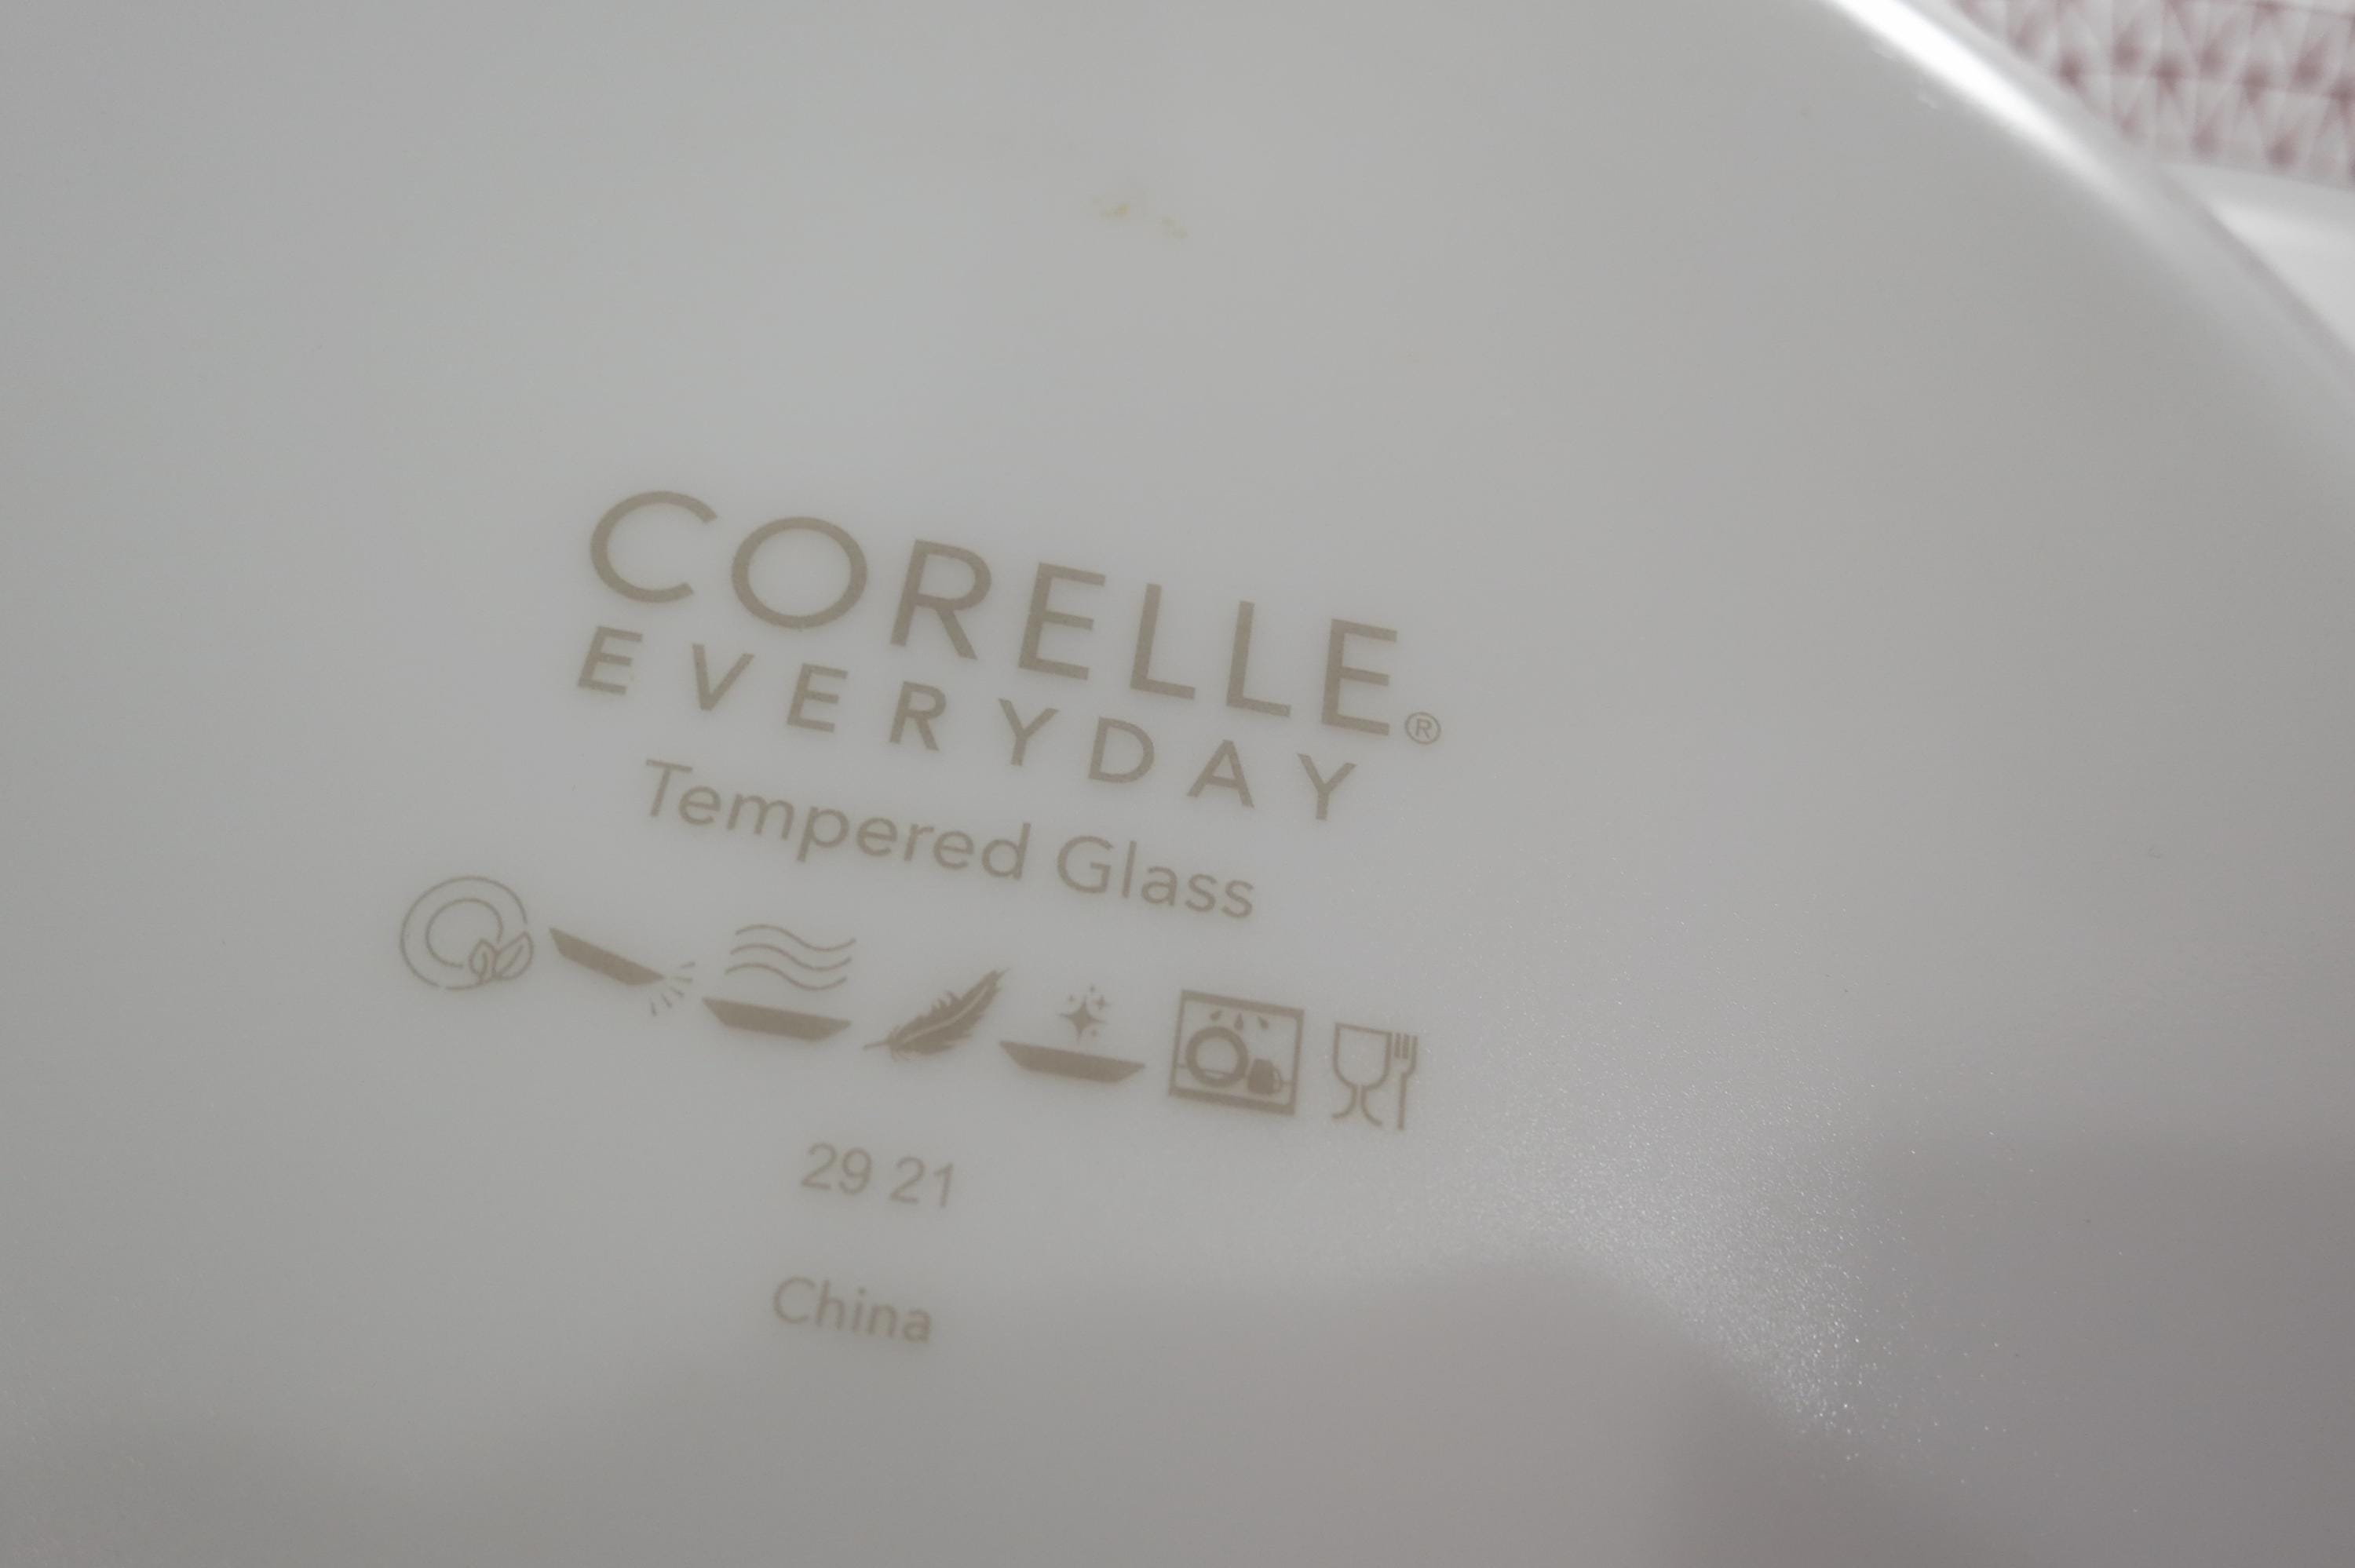 CORELLE®
EVERYDAY
Tempered Glass
29 21
China